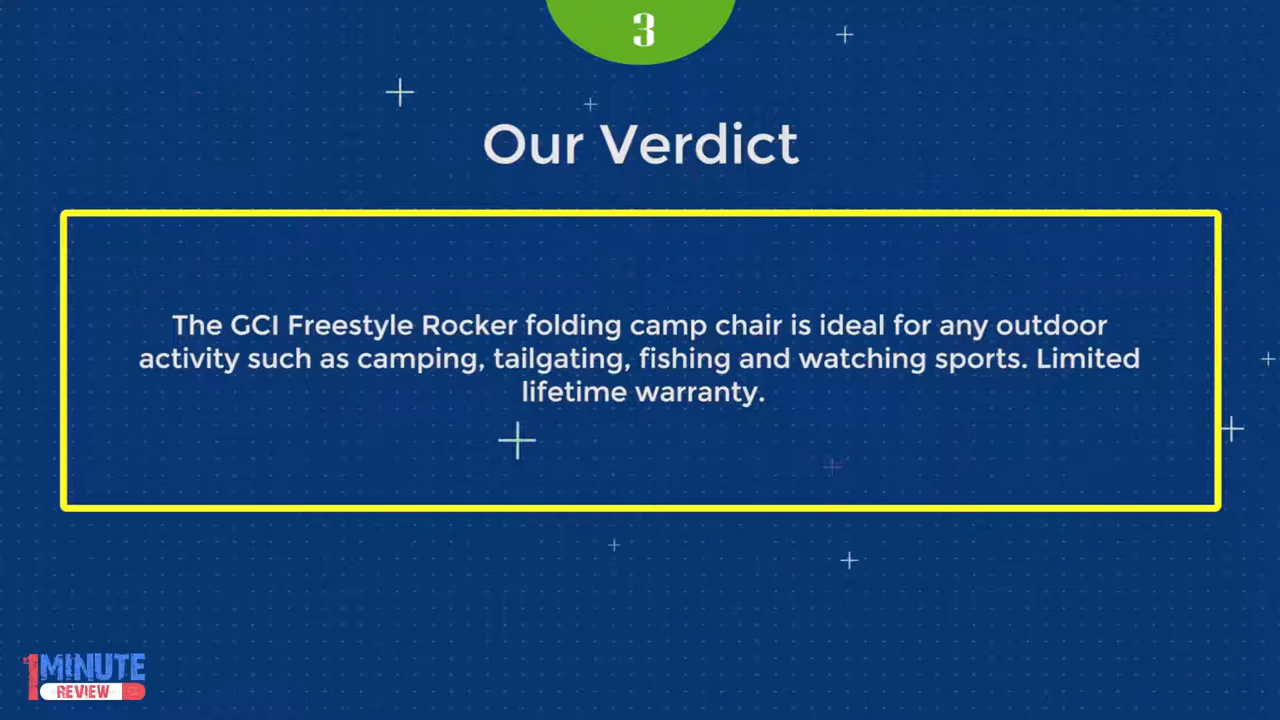 3
Our Verdict
The GCI Freestyle Rocker folding camp chair is ideal for any outdoor
activity such as camping, tailgating, fishing and watching sports. Limited
lifetime warranty.
1MINUTE
REVIEW